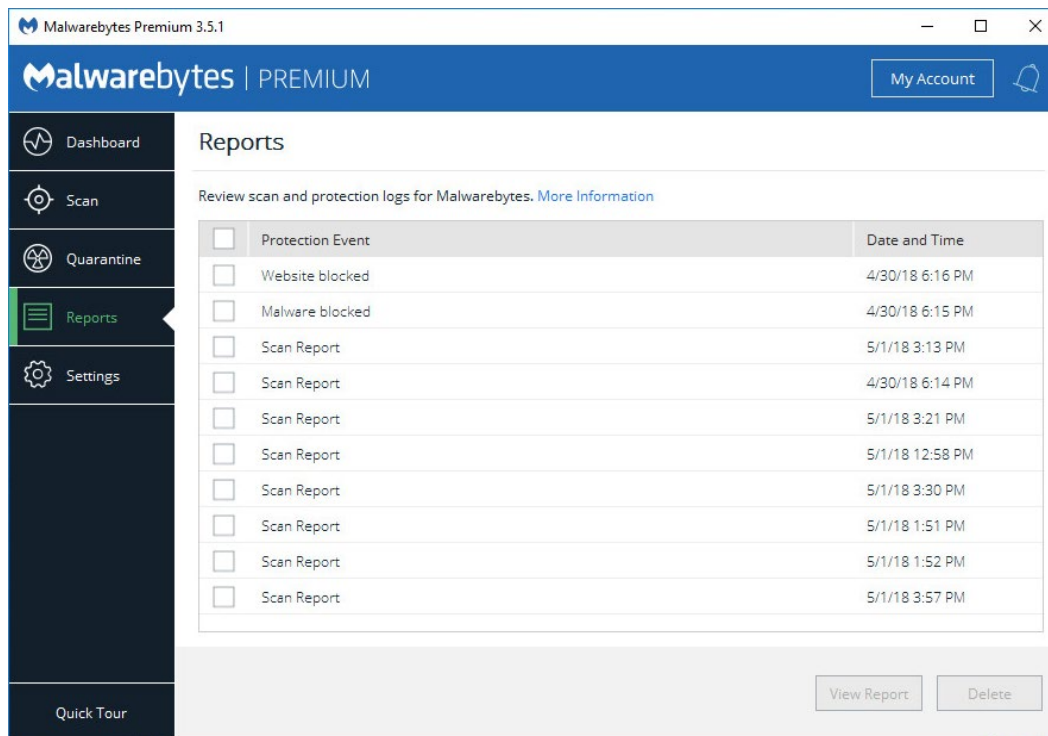 Malwarebytes Premium 3.5.1
Malwarebytes | PREMIUM
My Account
Dashboard
Scan
Quarantine
Reports
Settings
Quick Tour
Reports
Review scan and protection logs for Malwarebytes. More Information
Protection Event Date and Time
Website blocked 4/30/18 6:16 PM
Malware blocked 4/30/18 6:15 PM
Scan Report 5/1/18 3:13 PM
Scan Report 4/30/18 6:14 PM
Scan Report 5/1/18 3:21 PM
Scan Report 5/1/18 12:58 PM
Scan Report 5/1/18 3:30 PM
Scan Report 5/1/18 1:51 PM
Scan Report 5/1/18 1:52 PM
Scan Report 5/1/18 3:57 PM
View Report Delete